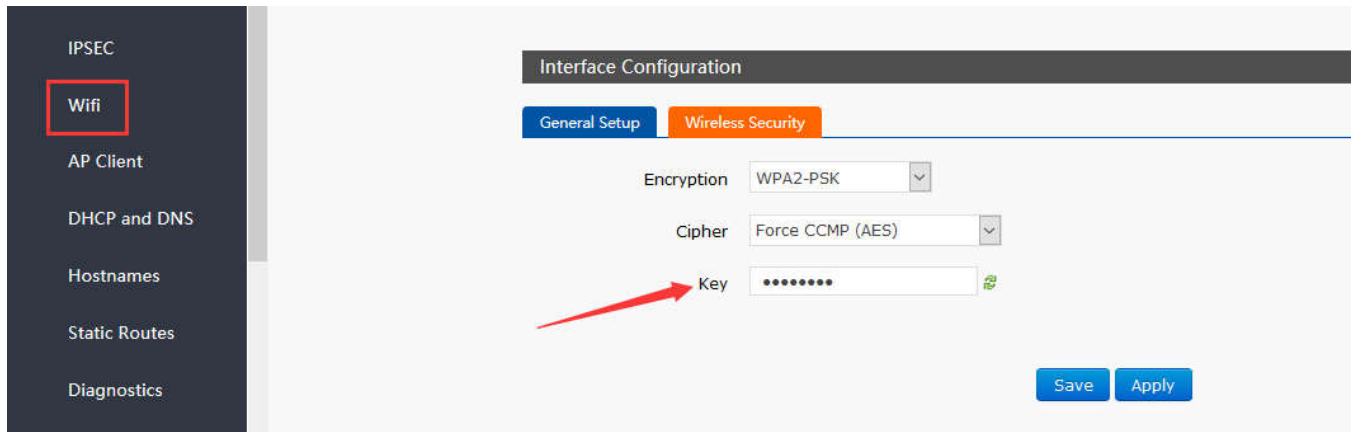 IPSEC
Wifi
AP Client
DHCP and DNS
Hostnames
Static Routes
Diagnostics
Interface Configuration
General Setup
Wireless Security
Encryption WPA2-PSK
Cipher Force CCMP (AES)
Key ••••••••
Save Apply